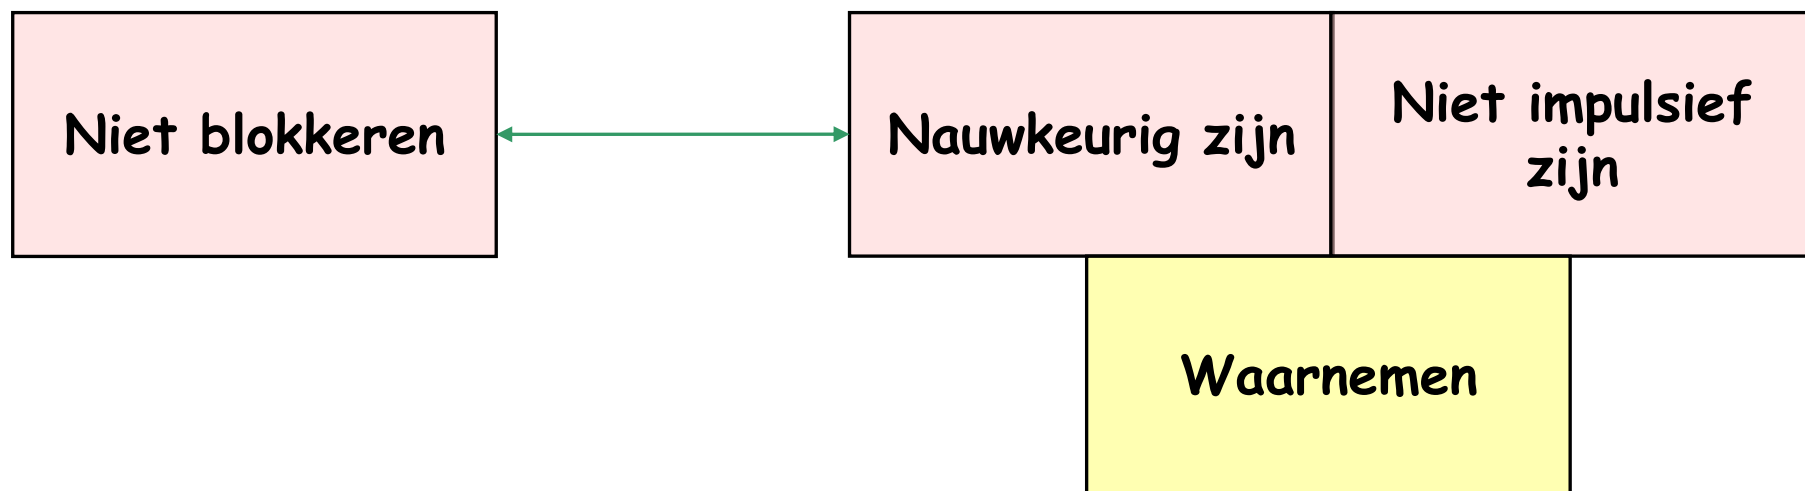 Niet blokkeren
Nauwkeurig zijn
Niet impulsief
zijn
Waarnemen